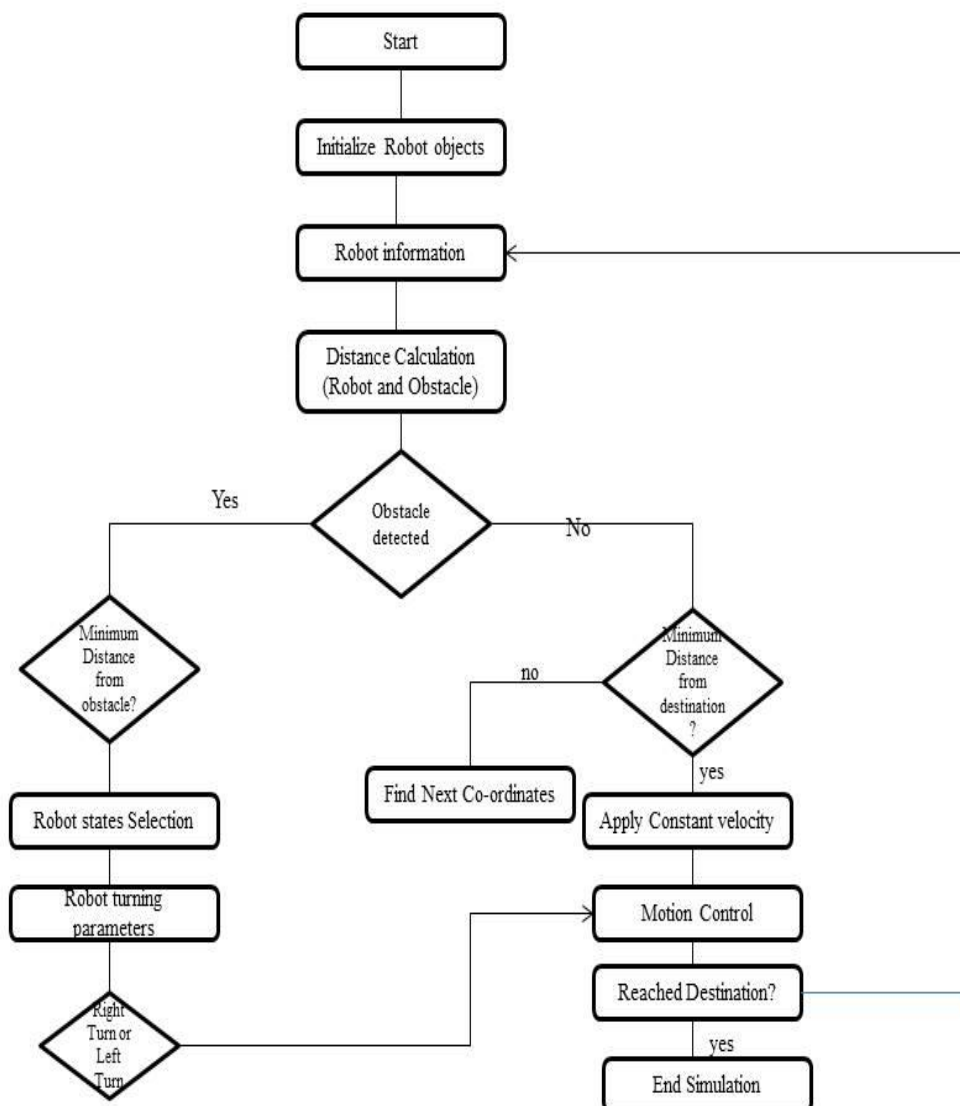 Start
Initialize Robot objects
Robot information
Distance Calculation
(Robot and Obstacle)
Yes
Obstacle
detected
No
Minimum
Distance
from
obstacle?
Minimum
Distance
from
destination
?
no
yes
Robot states Selection
Find Next Co-ordinates
Apply Constant velocity
Robot turning
parameters
Motion Control
Right
Turn or
Left
Turn
Reached Destination?
yes
End Simulation